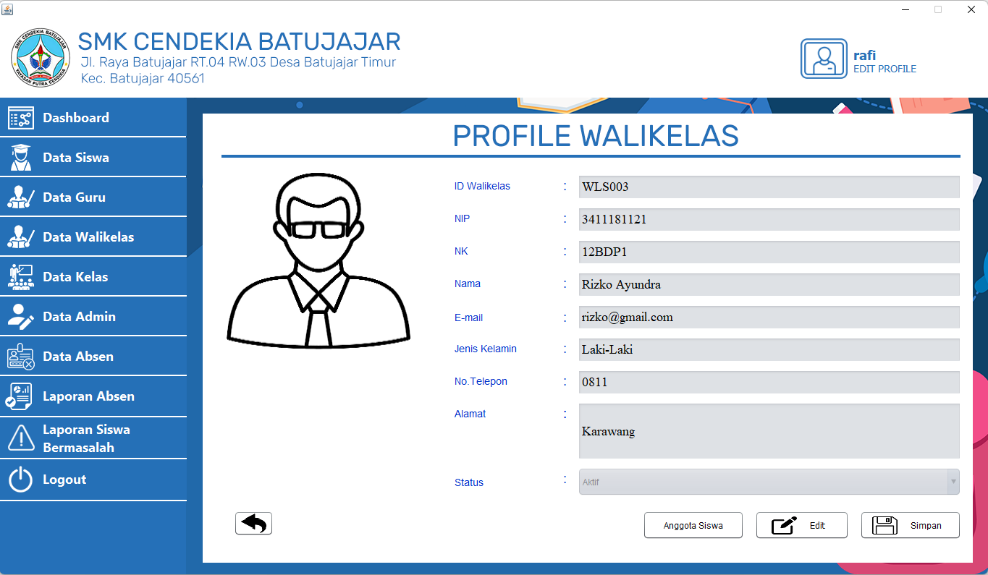 SMK CENDEKIA BATUJAJAR
Jl. Raya Batujajar RT.04 RW.03 Desa Batujajar Timur
Kec. Batujajar 40561
rafi
EDIT PROFILE
Dashboard
Data Siswa
Data Guru
Data Walikelas
Data Kelas
Data Admin
Data Absen
Laporan Absen
Laporan Siswa
Bermasalah
Logout
PROFILE WALIKELAS
ID Walikelas : WLS003
NIP : 3411181121
NK : 12BDP1
Nama : Rizko Ayundra
E-mail : rizko@gmail.com
Jenis Kelamin : Laki-Laki
No.Telepon : 0811
Alamat : Karawang
Status : Aktif
Anggota Siswa
Edit
Simpan